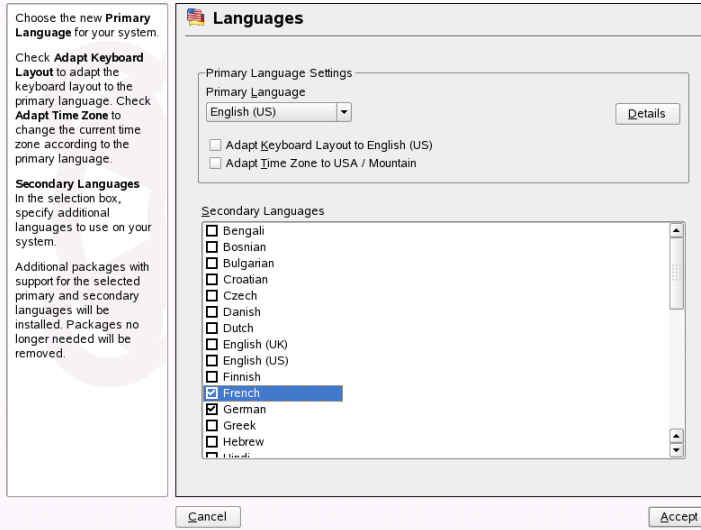 Choose the new Primary
Language for your system.
Check Adapt Keyboard
Layout to adapt the
keyboard layout to the
primary language. Check
Adapt Time Zone to
change the current time
zone according to the
primary language.
Secondary Languages
In the selection box,
specify additional
languages to use on your
system.
Additional packages with
support for the selected
primary and secondary
languages will be
installed. Packages no
longer needed will be
removed.
Languages
Primary Language Settings
Primary Language
English (US)
Details
Adapt Keyboard Layout to English (US)
Adapt Time Zone to USA / Mountain
Secondary Languages
Bengali
Bosnian
Bulgarian
Croatian
Czech
Danish
Dutch
English (UK)
English (US)
Finnish
French
German
Greek
Hebrew
Hindi
Cancel
Accept